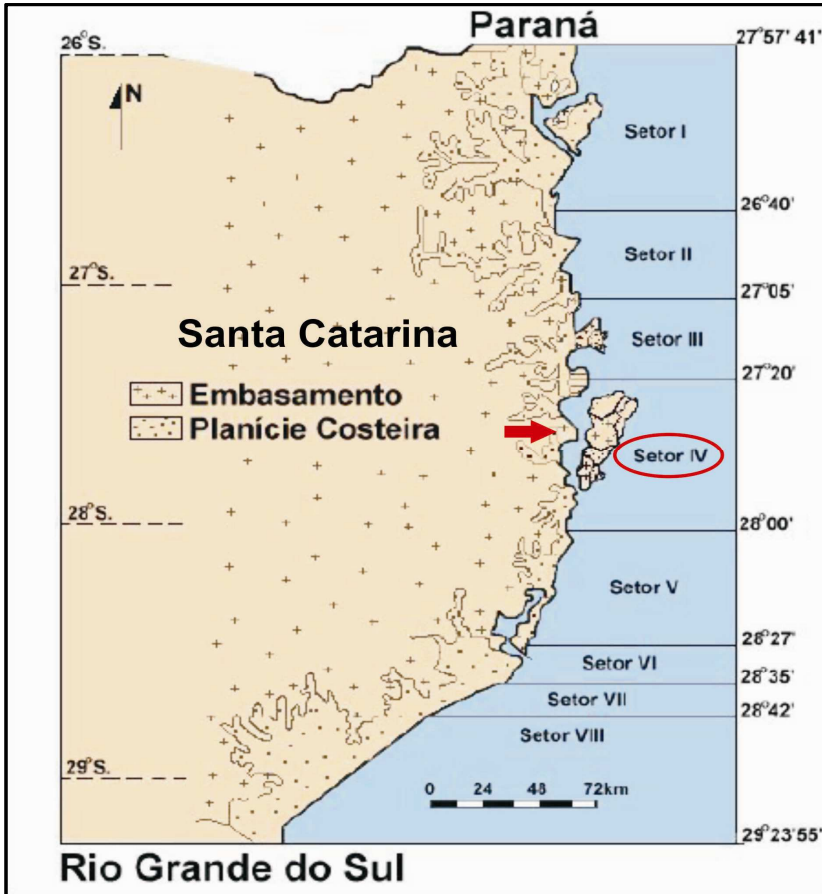 Paraná
26°S.
27°57' 41"
N
Setor I
26°40'
Setor II
27°S.
27°05'
Santa Catarina
Setor III
27°20'
Embasamento
Planície Costeira
Setor IV
28°S.
28°00'
Setor V
28°27'
Setor VI
28°35'
Setor VII
28°42'
Setor VIII
29°S.
0 24 48 72km
29°23'55"
Rio Grande do Sul